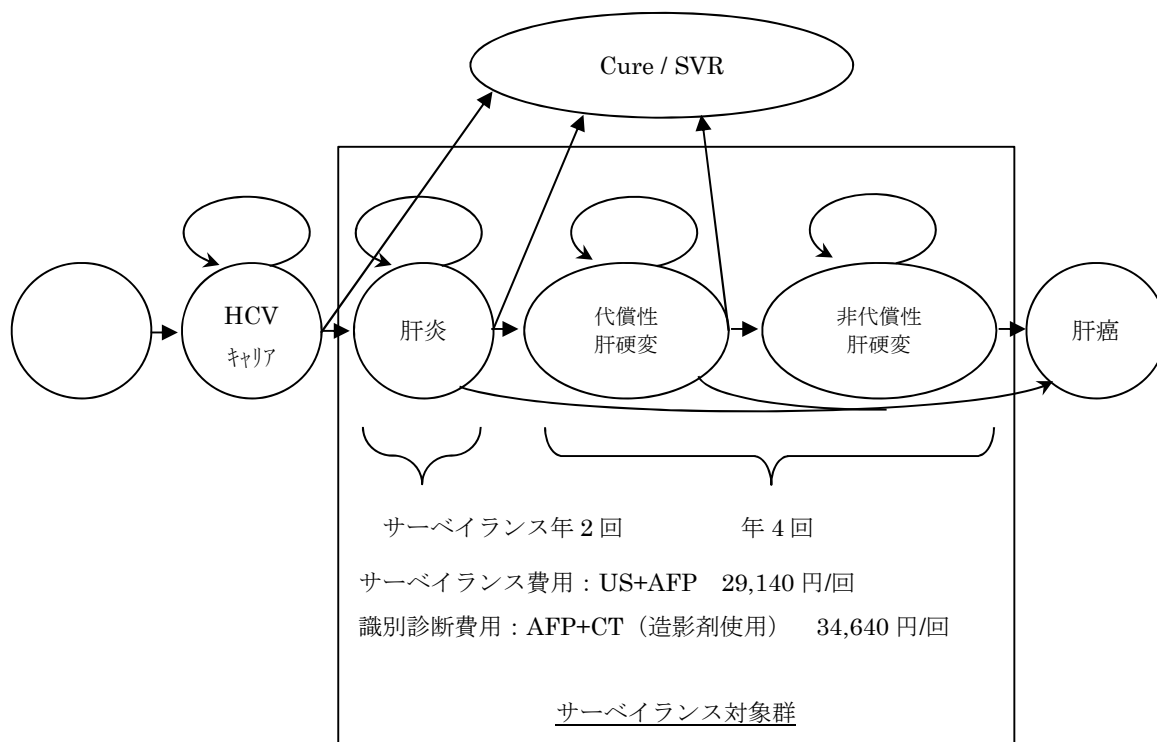 Cure / SVR
HCV
ｷｬﾘｱ
肝炎
代償性
肝硬変
非代償性
肝硬変
肝癌
サーベイランス年 2 回
年 4 回
サーベイランス費用：US+AFP　29,140 円/回
識別診断費用：AFP+CT（造影剤使用）　34,640 円/回
サーベイランス対象群